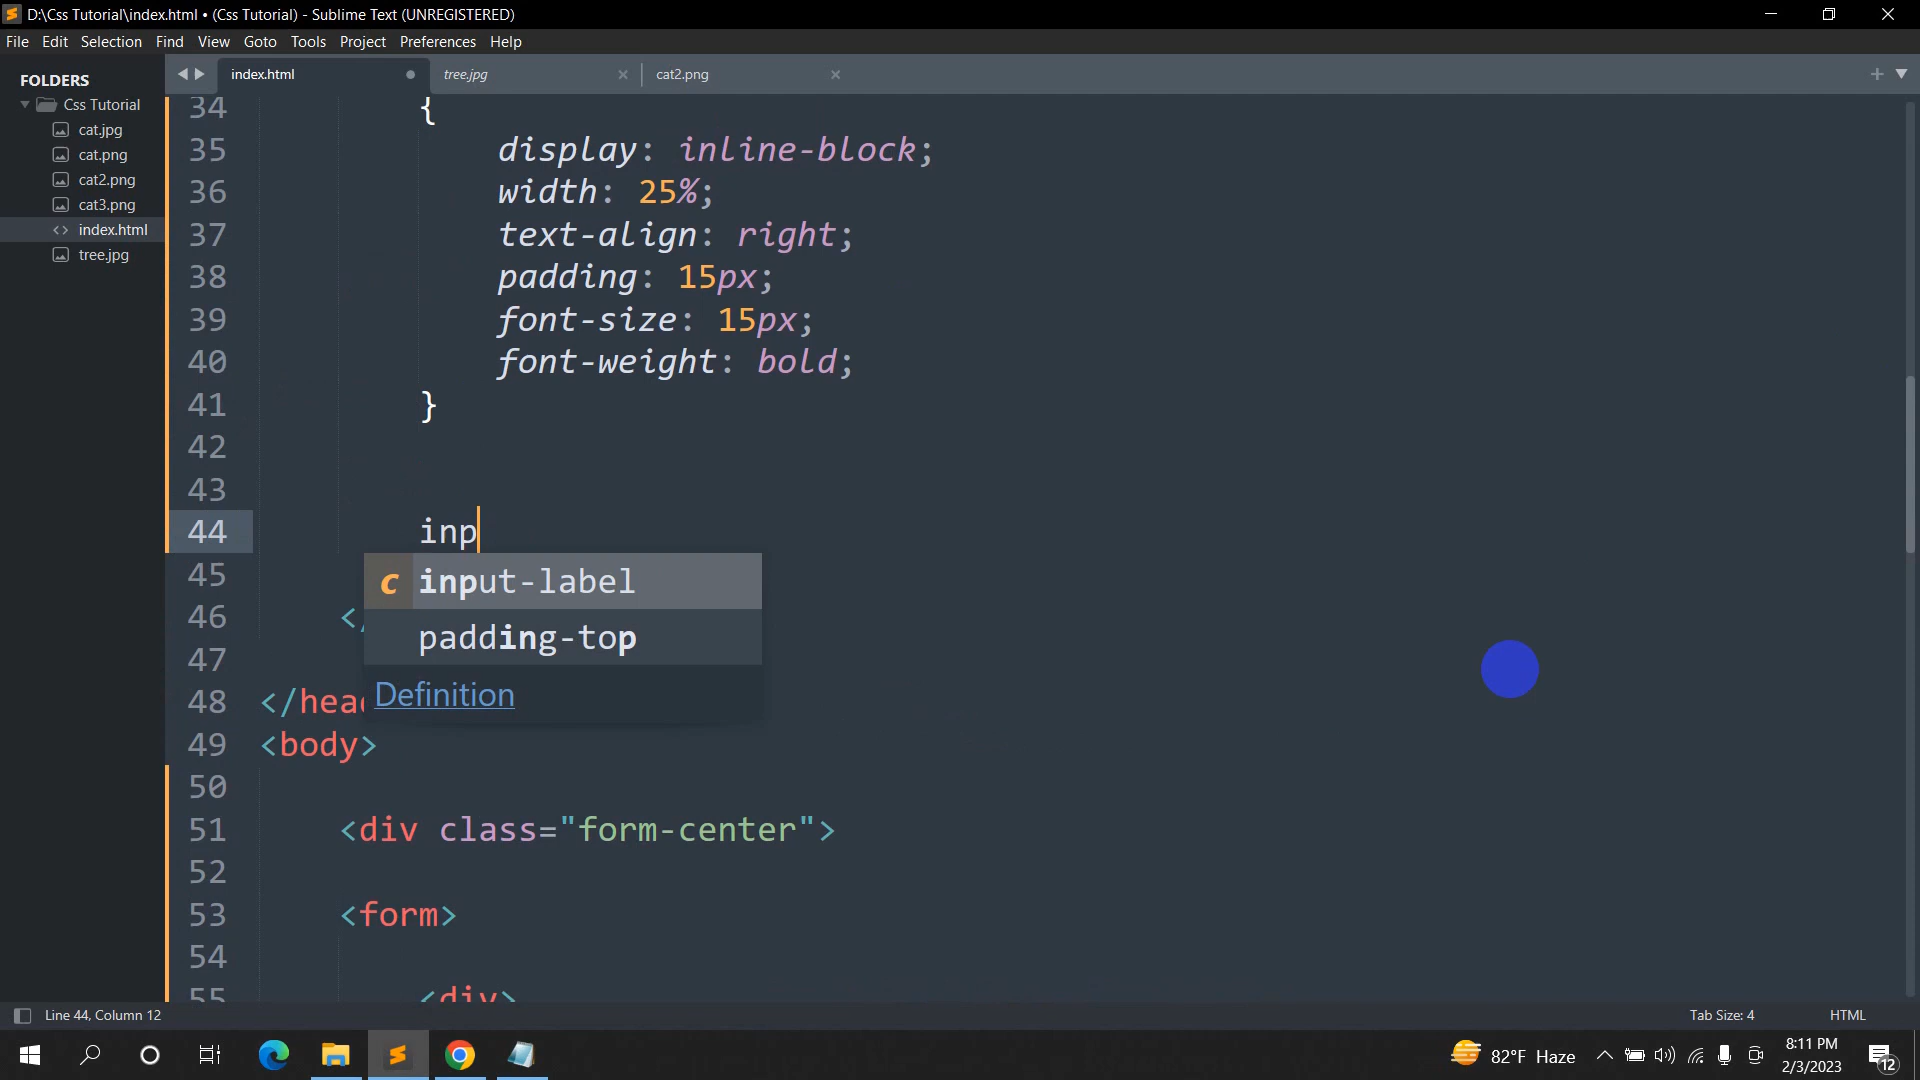 D:\Css Tutorial\index.html • (Css Tutorial) - Sublime Text (UNREGISTERED)
File Edit Selection Find View Goto Tools Project Preferences Help
FOLDERS
Css Tutorial
cat.jpg
cat.png
cat2.png
cat3.png
index.html
tree.jpg
index.html tree.jpg cat2.png
34 {
35 display: inline-block;
36 width: 25%;
37 text-align: right;
38 padding: 15px;
39 font-size: 15px;
40 font-weight: bold;
41 }
42
43
44 inp
c input-label
padding-top
Definition
45
46 <
47
48 </head
49 <body>
50
51 <div class="form-center">
52
53 <form>
54
55 <div>
Line 44, Column 12 Tab Size: 4 HTML
82°F Haze
8:11 PM
2/3/2023
12